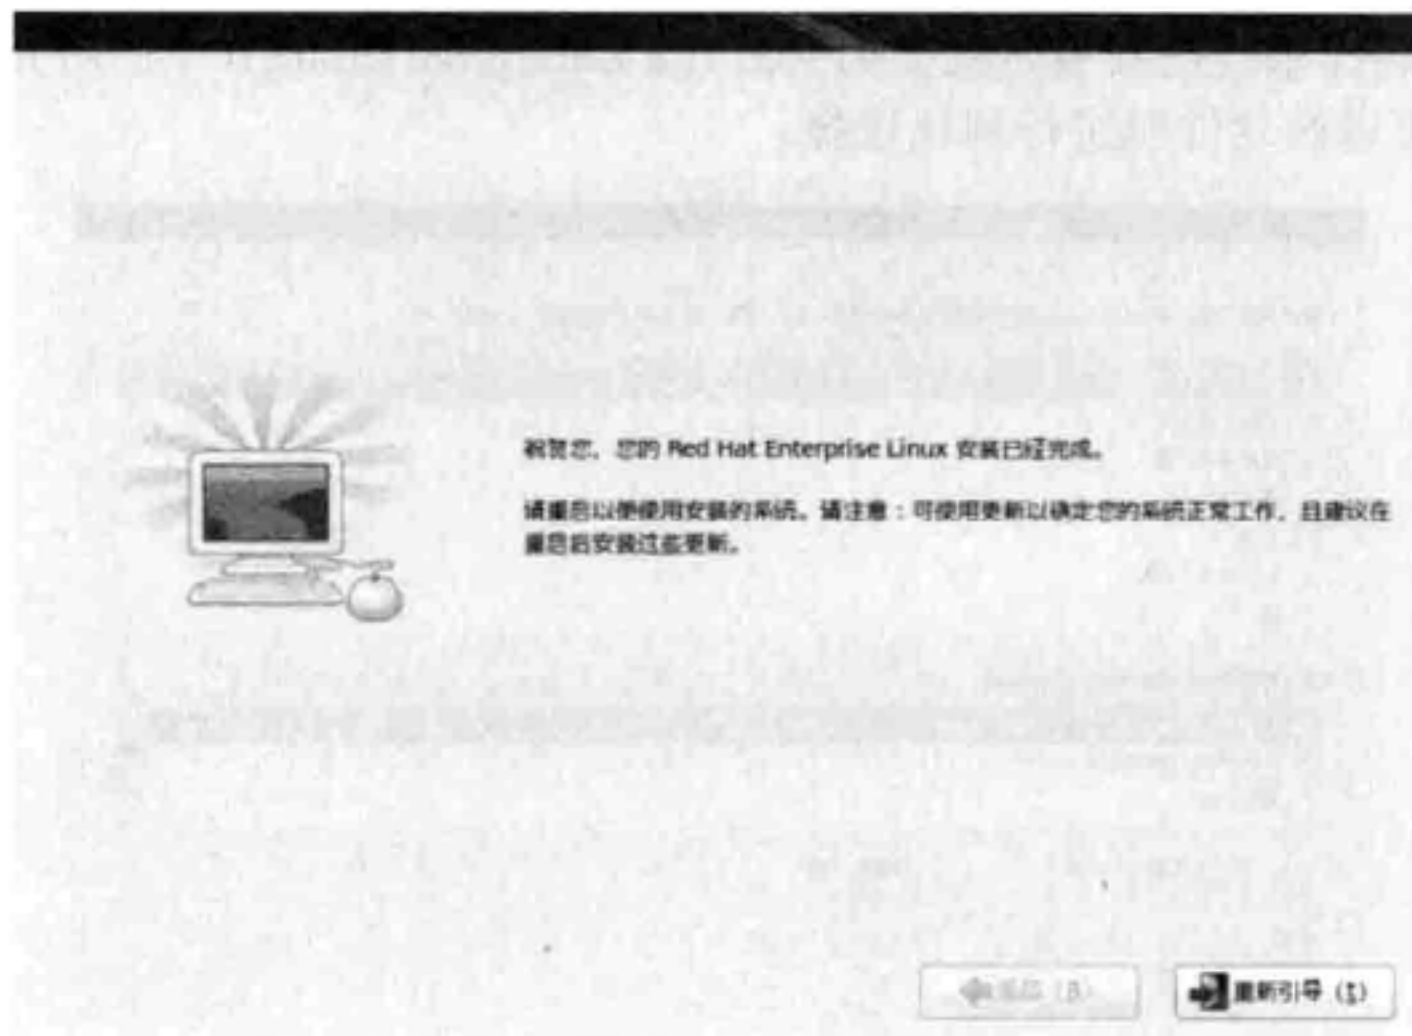 祝贺您，您的 Red Hat Enterprise Linux 安装已经完成。
请重启以便使用安装的系统。请注意：可使用更新以确定您的系统正常工作，且建议在
重启后安装这些更新。
返回 (B)
重新引导 (t)